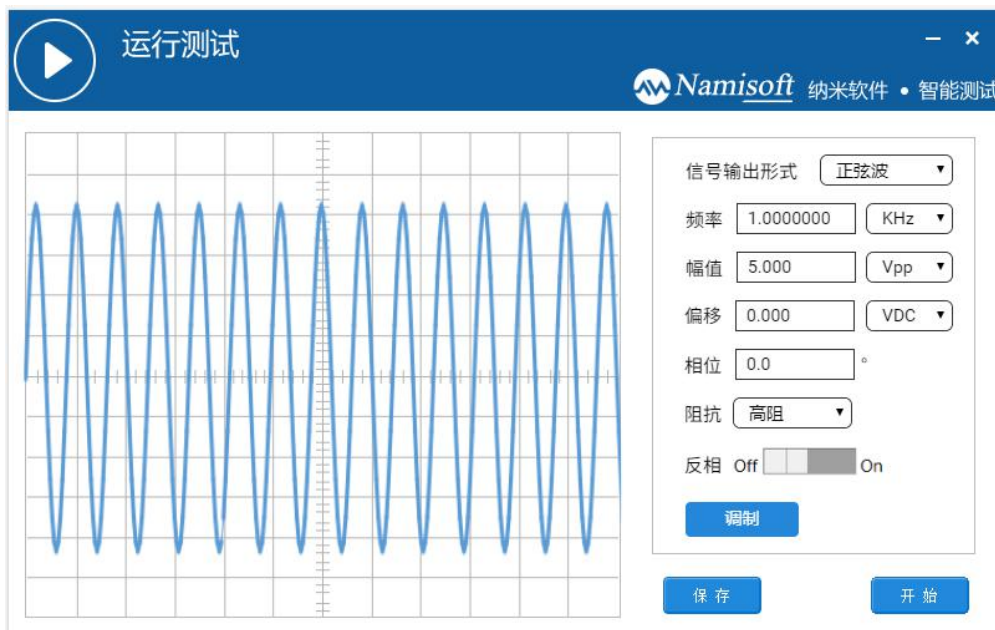 运行测试
Namisoft 纳米软件 • 智能测试
信号输出形式 正弦波
频率 1.0000000 KHz
幅值 5.000 Vpp
偏移 0.000 VDC
相位 0.0 °
阻抗 高阻
反相 Off On
调制
保存 开始